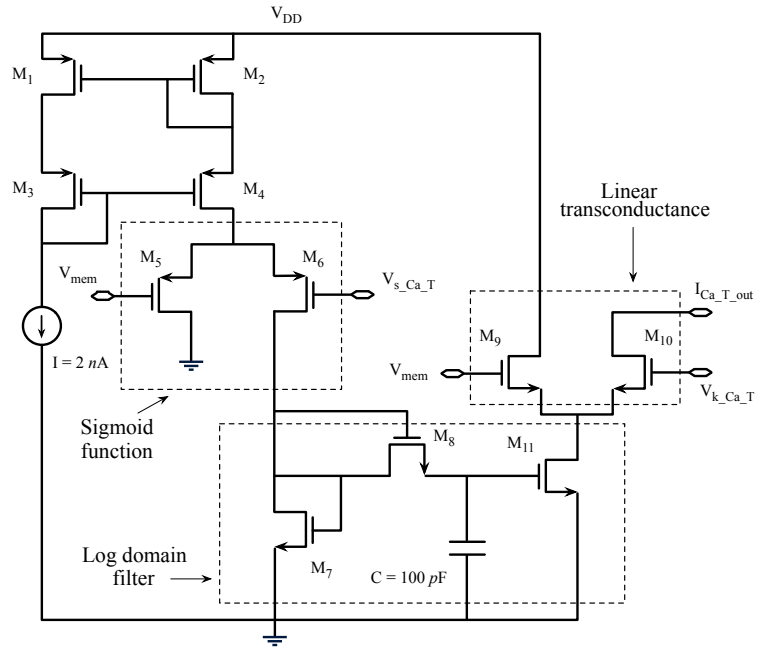 V_DD
M_1
M_2
M_3
M_4
Linear
transconductance
M_5
M_6
V_mem
V_s_Ca_T
I_Ca_T_out
I = 2 nA
M_9
M_10
V_mem
V_k_Ca_T
Sigmoid
function
M_8
M_11
Log domain
filter
M_7
C = 100 pF